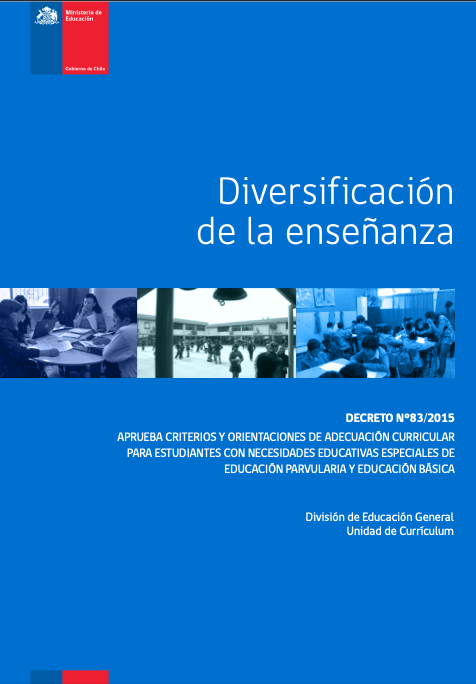 Ministerio de
Educación
Gobierno de Chile
Diversificación
de la enseñanza
DECRETO Nº83/2015
APRUEBA CRITERIOS Y ORIENTACIONES DE ADECUACIÓN CURRICULAR
PARA ESTUDIANTES CON NECESIDADES EDUCATIVAS ESPECIALES DE
EDUCACIÓN PARVULARIA Y EDUCACIÓN BÁSICA
División de Educación General
Unidad de Currículum